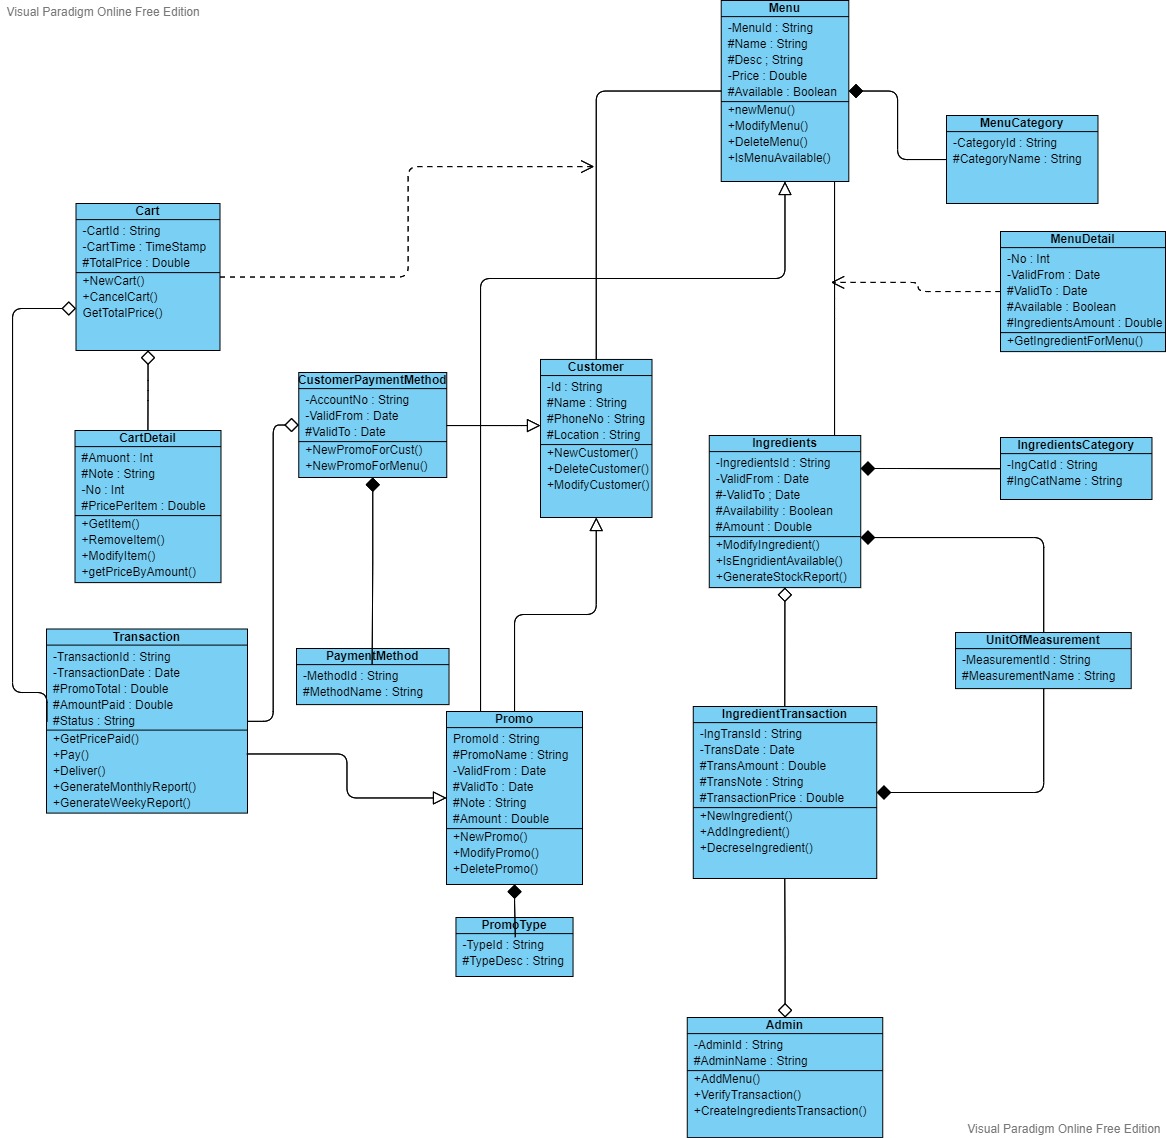 Visual Paradigm Online Free Edition
Menu
-MenuId : String
#Name : String
#Desc ; String
-Price : Double
#Available : Boolean
+newMenu()
+ModifyMenu()
+DeleteMenu()
+IsMenuAvailable()
MenuCategory
-CategoryId : String
#CategoryName : String
Cart
-CartId : String
-CartTime : TimeStamp
#TotalPrice : Double
+NewCart()
+CancelCart()
GetTotalPrice()
MenuDetail
-No : Int
-ValidFrom : Date
#ValidTo : Date
#Available : Boolean
#IngredientsAmount : Double
+GetIngredientForMenu()
CustomerPaymentMethod
-AccountNo : String
-ValidFrom : Date
#ValidTo : Date
+NewPromoForCust()
+NewPromoForMenu()
Customer
-Id : String
#Name : String
#PhoneNo : String
#Location : String
+NewCustomer()
+DeleteCustomer()
+ModifyCustomer()
CartDetail
#Amuont : Int
#Note : String
-No : Int
#PricePerItem : Double
+GetItem()
+RemoveItem()
+ModifyItem()
+getPriceByAmount()
Ingredients
-IngredientsId : String
-ValidFrom : Date
#-ValidTo ; Date
#Availability : Boolean
#Amount : Double
+ModifyIngredient()
+IsEngridientAvailable()
+GenerateStockReport()
IngredientsCategory
-IngCatId : String
#IngCatName : String
Transaction
-TransactionId : String
-TransactionDate : Date
#PromoTotal : Double
#AmountPaid : Double
#Status : String
+GetPricePaid()
+Pay()
+Deliver()
+GenerateMonthlyReport()
+GenerateWeekyReport()
PaymentMethod
-MethodId : String
#MethodName : String
UnitOfMeasurement
-MeasurementId : String
#MeasurementName : String
Promo
PromoId : String
#PromoName : String
-ValidFrom : Date
#ValidTo : Date
#Note : String
#Amount : Double
+NewPromo()
+ModifyPromo()
+DeletePromo()
IngredientTransaction
-IngTransId : String
-TransDate : Date
#TransAmount : Double
#TransNote : String
#TransactionPrice : Double
+NewIngredient()
+AddIngredient()
+DecreseIngredient()
PromoType
-TypeId : String
#TypeDesc : String
Admin
-AdminId : String
#AdminName : String
+AddMenu()
+VerifyTransaction()
+CreateIngredientsTransaction()
Visual Paradigm Online Free Edition